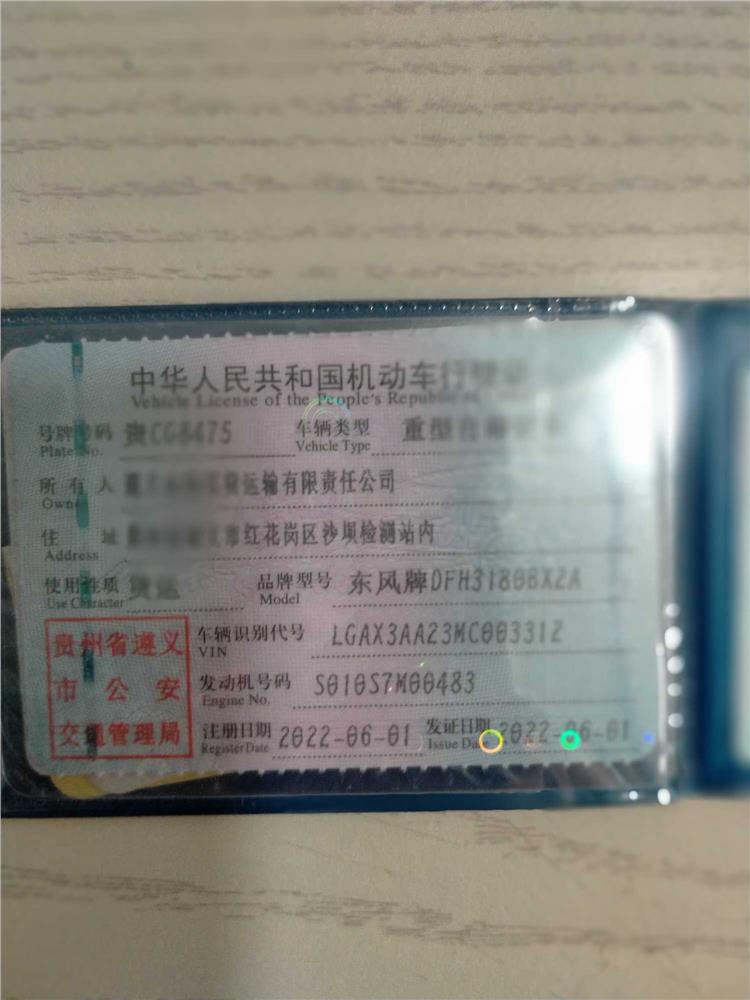 中华人民共和国机动车行
Vehicle License of the People's Republic of
号牌号码 贵CG8475 车辆类型 重型自
Plate No. Vehicle Type
所有人 运输有限责任公司
Owner
住址 市红花岗区沙坝检测站内
Address
使用性质 货运 品牌型号 东风牌DFH3180BX2A
Use Character Model
贵州省遵义 车辆识别代号 LGAX3AA23MC003312
VIN
市公安 发动机号码 S010S7M00483
Engine No.
交通管理局 注册日期 2022-06-01 发证日期 2022-06-01
Register Date Issue Date